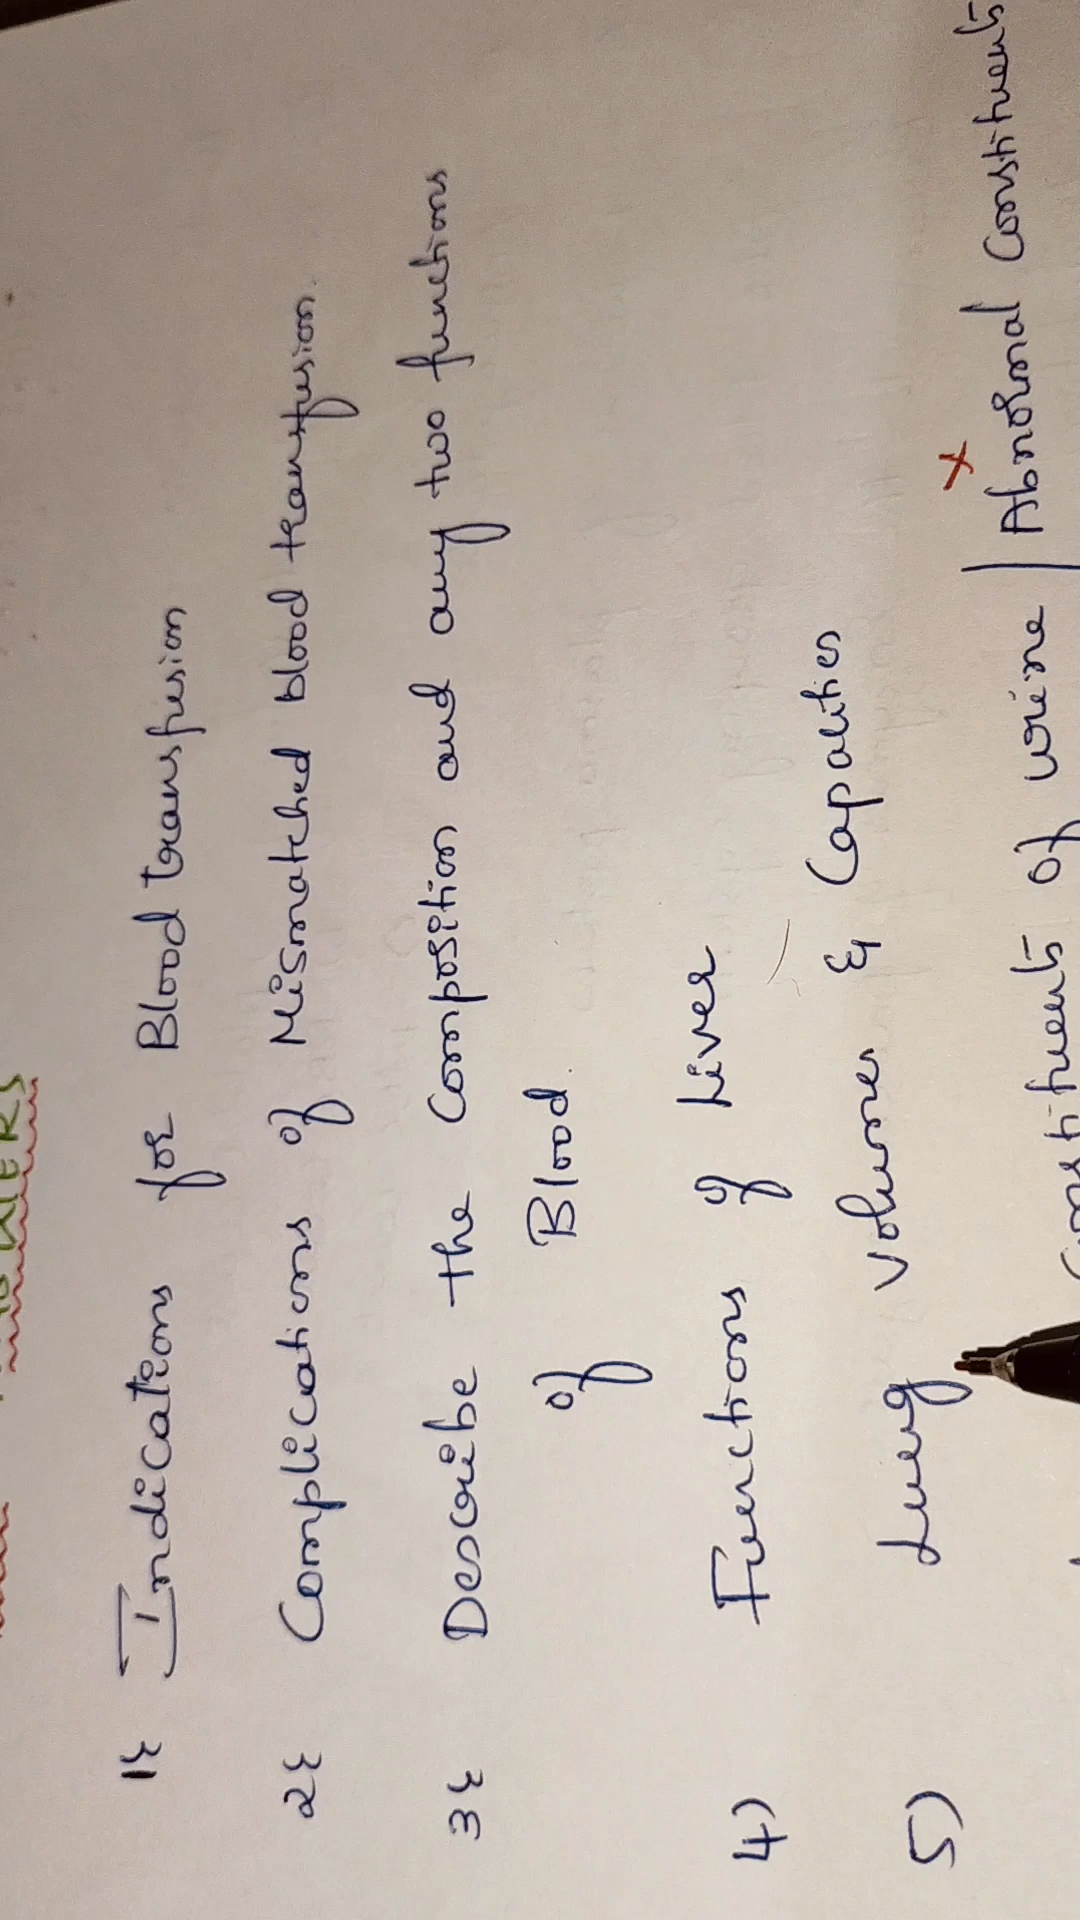 1} Indications for Blood transfusion
2} Complications of Mismatched blood transfusion.
3} Describe the Composition and any two functions
of Blood.
4) Functions of Liver
5) Lung volumes & Capacities
Constituents of urine / Abnormal Constituents